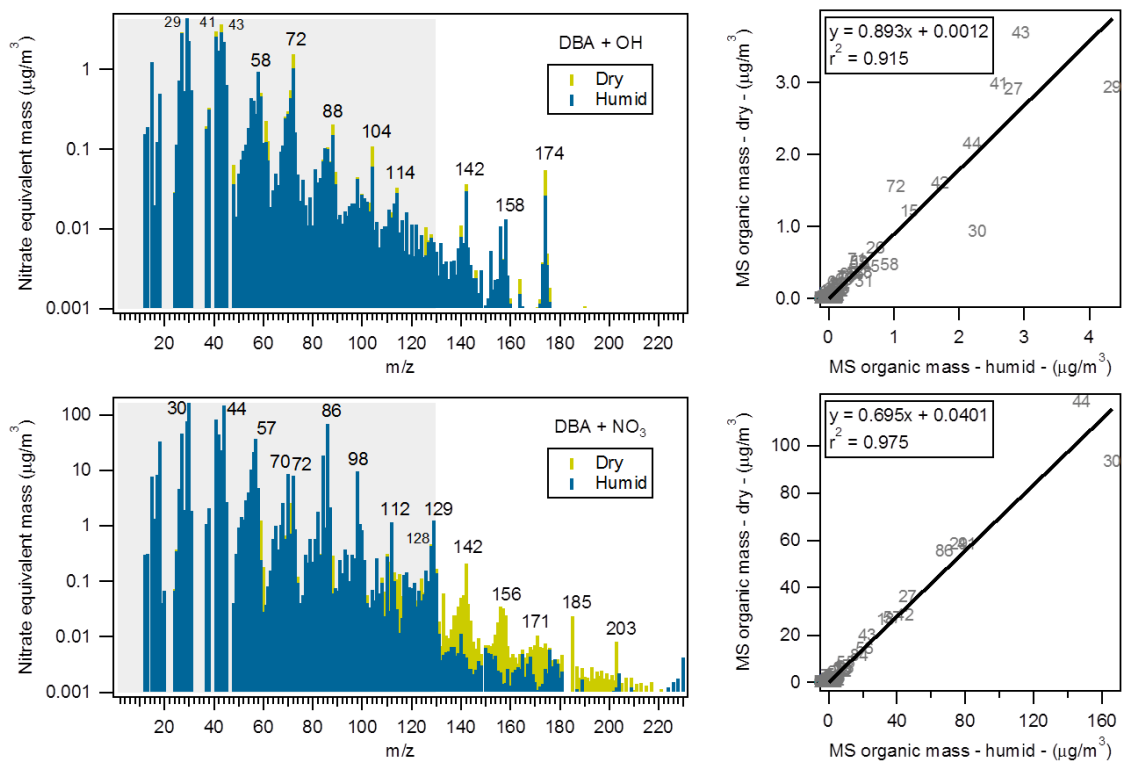 Nitrate equivalent mass (μg/m³)
1
0.1
0.01
0.001
29
41
43
58
72
88
104
114
142
158
174
DBA + OH
Dry
Humid
20 40 60 80 100 120 140 160 180 200 220
m/z
MS organic mass - dry - (μg/m³)
3.0
2.0
1.0
0.0
y = 0.893x + 0.0012
r² = 0.915
43
41
27
29
44
42
72
15
30
58
31
0 1 2 3 4
MS organic mass - humid - (μg/m³)
Nitrate equivalent mass (μg/m³)
100
10
1
0.1
0.01
0.001
30
44
57
70
72
86
98
112
128
129
142
156
171
185
203
DBA + NO₃
Dry
Humid
20 40 60 80 100 120 140 160 180 200 220
m/z
MS organic mass - dry - (μg/m³)
100
80
60
40
20
0
y = 0.695x + 0.0401
r² = 0.975
44
30
86
42
43
0 40 80 120 160
MS organic mass - humid - (μg/m³)